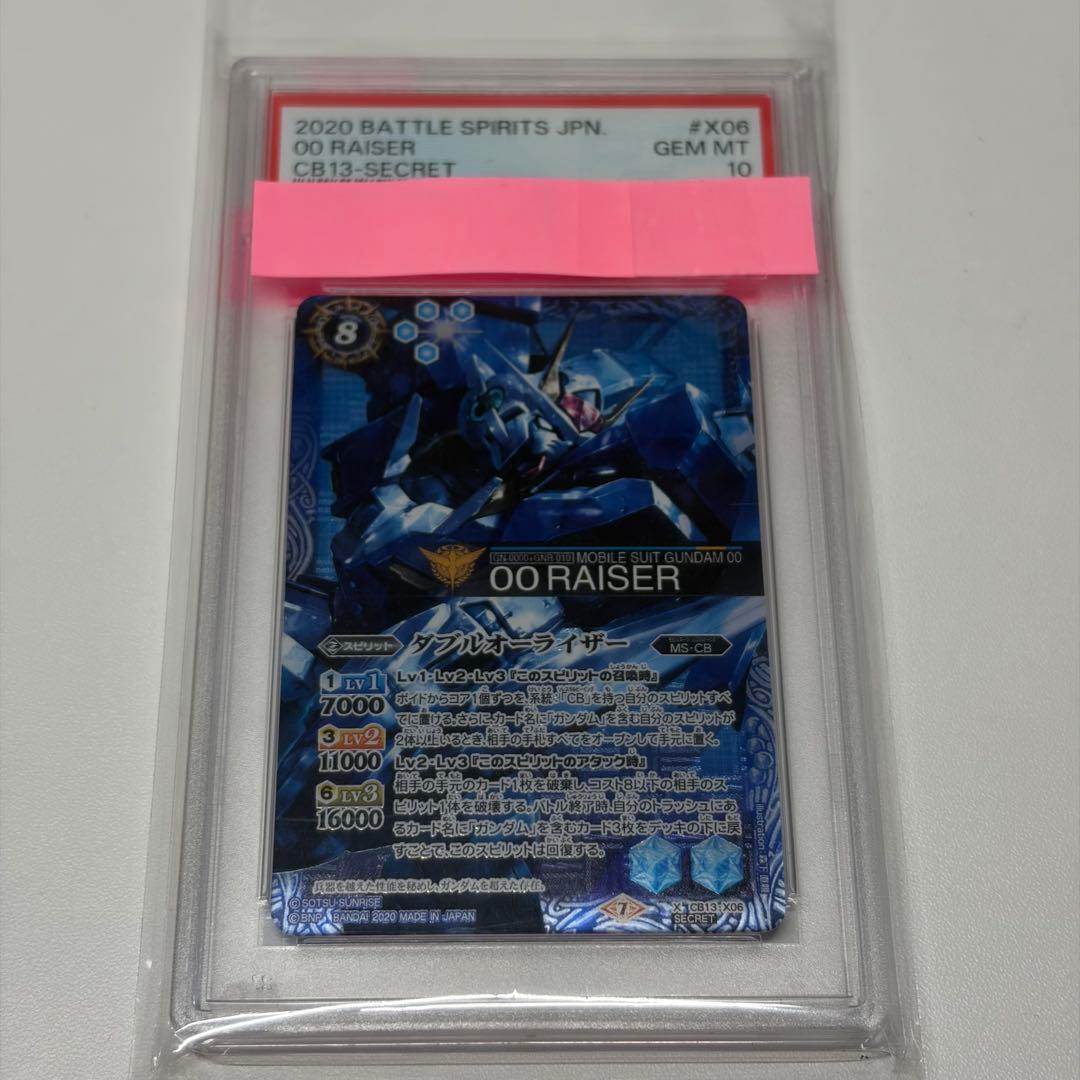 2020 BATTLE SPIRITS JPN. #X06
00 RAISER GEM MT
CB13-SECRET 10
8
GN-0000+GNR-010 MOBILE SUIT GUNDAM 00
OO RAISER
スピリット ダブルオーライザー MS・CB
1 LV1 7000
3 LV2 11000
6 LV3 16000
Lv1・Lv2・Lv3『このスピリットの召喚時』
ボイドからコア1個ずつを、系統:「CB」を持つ自分のスピリットすべ
てに置ける。さらに、カード名に「ガンダム」を含む自分のスピリットが
2体以上いるとき、相手の手札すべてをオープンして手元に置く。
Lv2・Lv3『このスピリットのアタック時』
相手の手元のカード1枚を破棄し、コスト8以下の相手のス
ピリット1体を破壊する。バトル終了時、自分のトラッシュにあ
るカード名に「ガンダム」を含むカード3枚をデッキの下に戻
すことで、このスピリットは回復する。
兵器を越えた性能を秘めし、ガンダムを超えた存在。
©SOTSU・SUNRISE
©BNP BANDAI 2020 MADE IN JAPAN
7
X CB13-X06
SECRET
Illustration:森下直親